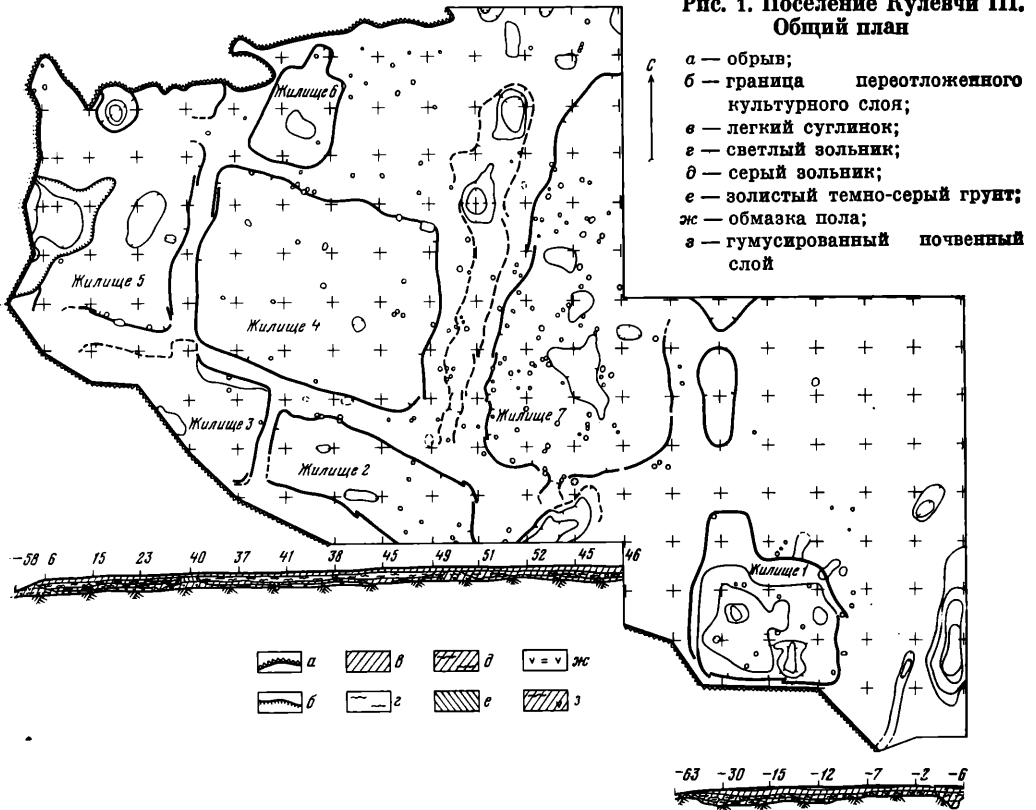 Рис. 1. Поселение Кулевчи III.
Общий план
а — обрыв;
б — граница переотложенного
культурного слоя;
в — легкий суглинок;
г — светлый зольник;
д — серый зольник;
е — золистый темно-серый грунт;
ж — обмазка пола;
з — гумусированный почвенный
слой
С
Жилище 6
Жилище 5
Жилище 4
Жилище 3
Жилище 2
Жилище 7
Жилище 1
-58 6 15 23 40 37 41 38 45 49 51 52 45 46
а в д ж
б г е з
-63 -30 -15 -12 -7 -2 -6